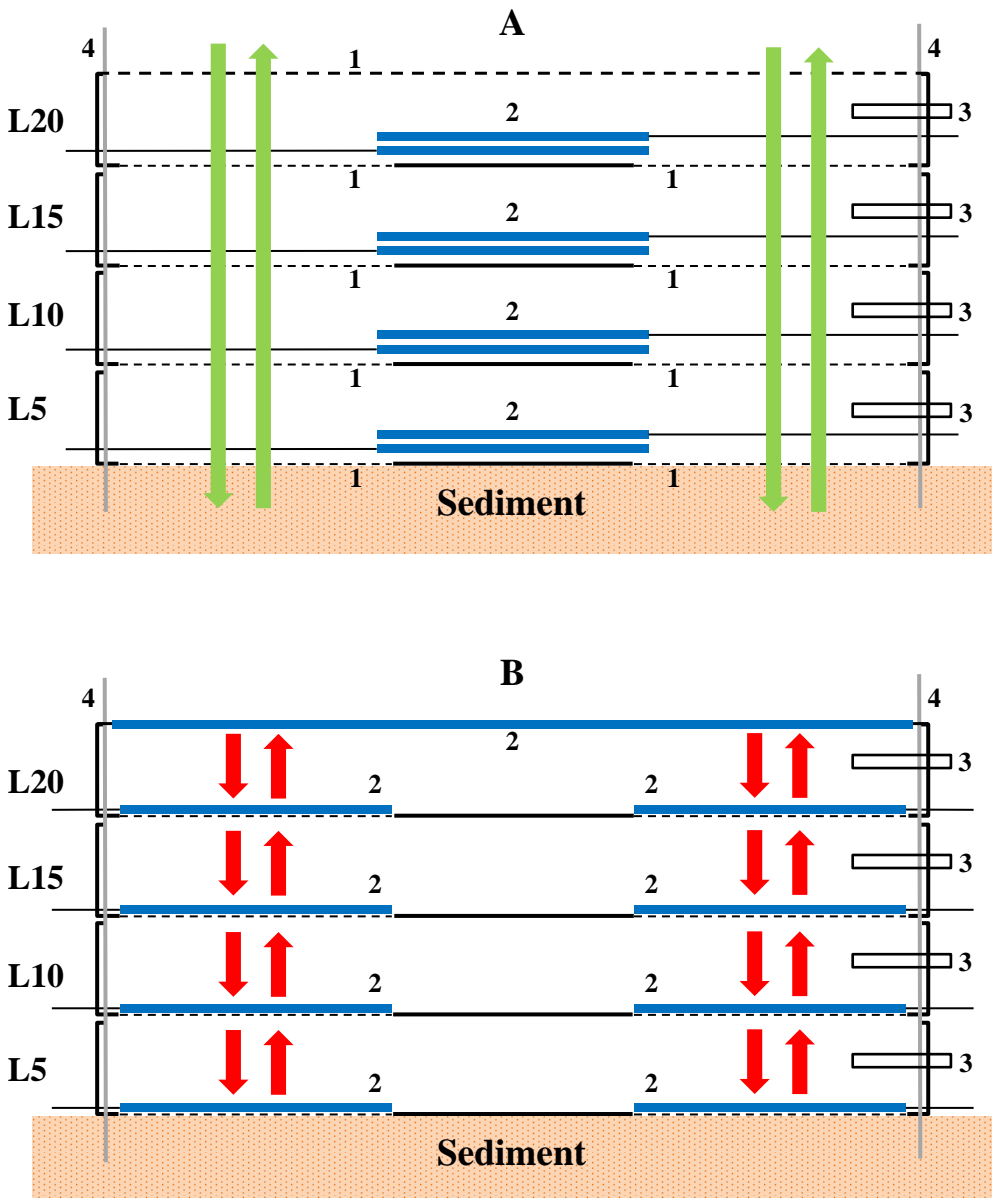 A
4 4
1
L20 2 3
1 1
L15 2 3
1 1
L10 2 3
1 1
L5 2 3
1 1
Sediment
B
4 4
2
L20 2 2 3
L15 2 2 3
L10 2 2 3
L5 2 2 3
Sediment